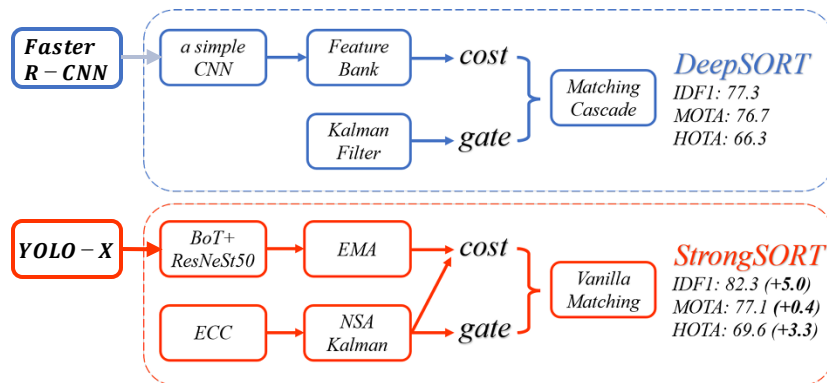 Faster
R-CNN
a simple
CNN
Feature
Bank
cost
Kalman
Filter
gate
Matching
Cascade
DeepSORT
IDF1: 77.3
MOTA: 76.7
HOTA: 66.3
YOLO-X
BoT+
ResNeSt50
EMA
cost
ECC
NSA
Kalman
gate
Vanilla
Matching
StrongSORT
IDF1: 82.3 (+5.0)
MOTA: 77.1 (+0.4)
HOTA: 69.6 (+3.3)